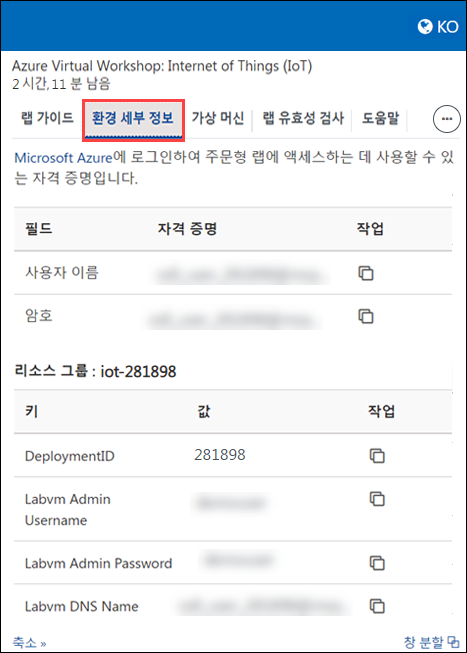 KO
Azure Virtual Workshop: Internet of Things (IoT)
2 시간, 11 분 남음
랩 가이드 환경 세부 정보 가상 머신 랩 유효성 검사 도움말
Microsoft Azure에 로그인하여 주문형 랩에 액세스하는 데 사용할 수 있
는 자격 증명입니다.
필드 자격 증명 작업
사용자 이름
암호
리소스 그룹 : iot-281898
키 값 작업
DeploymentID 281898
Labvm Admin
Username
Labvm Admin Password
Labvm DNS Name
축소 » 창 분할